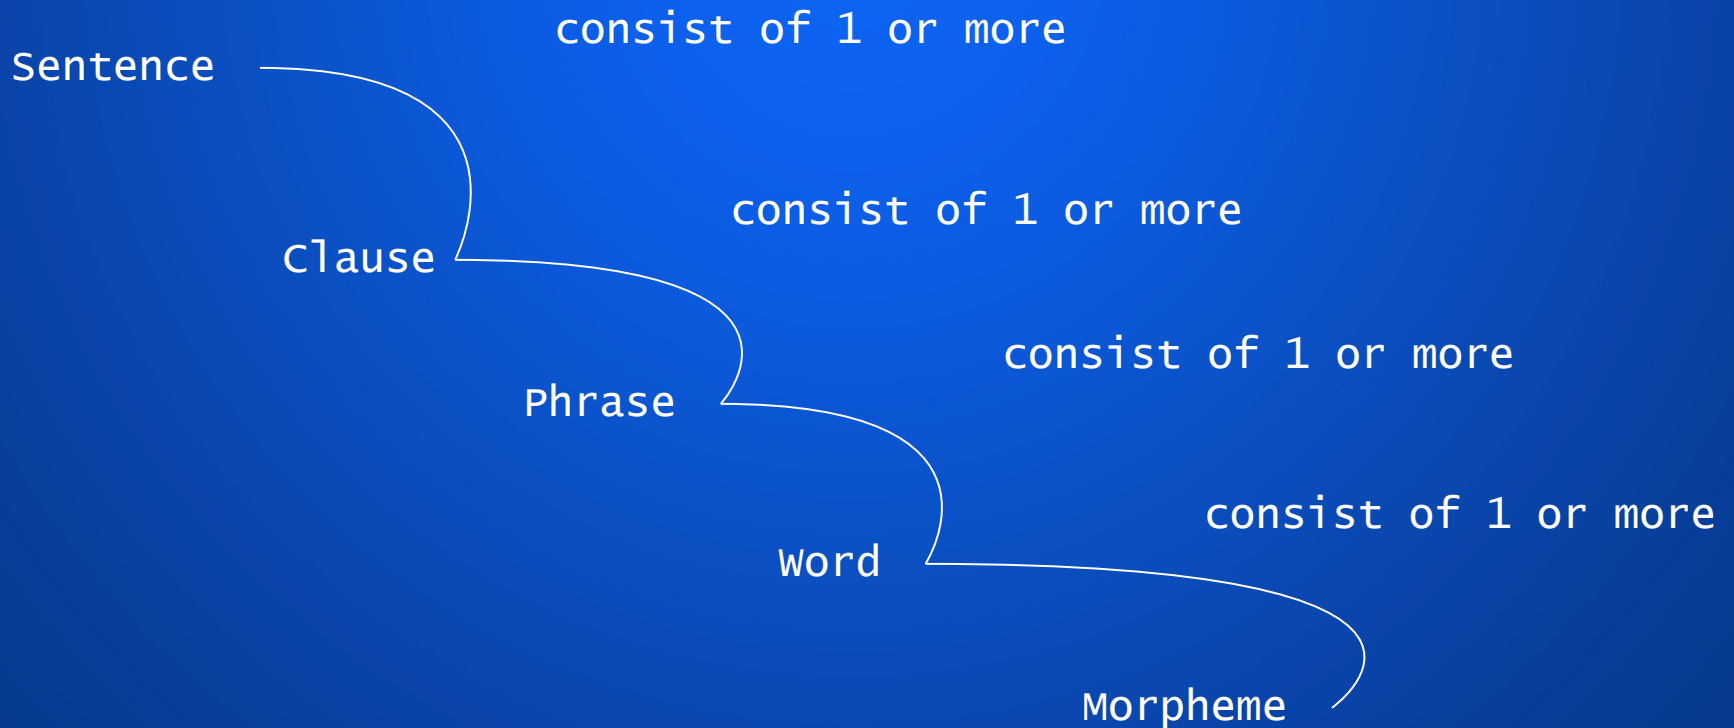 consist of 1 or more
Sentence
consist of 1 or more
Clause
consist of 1 or more
Phrase
consist of 1 or more
Word
Morpheme